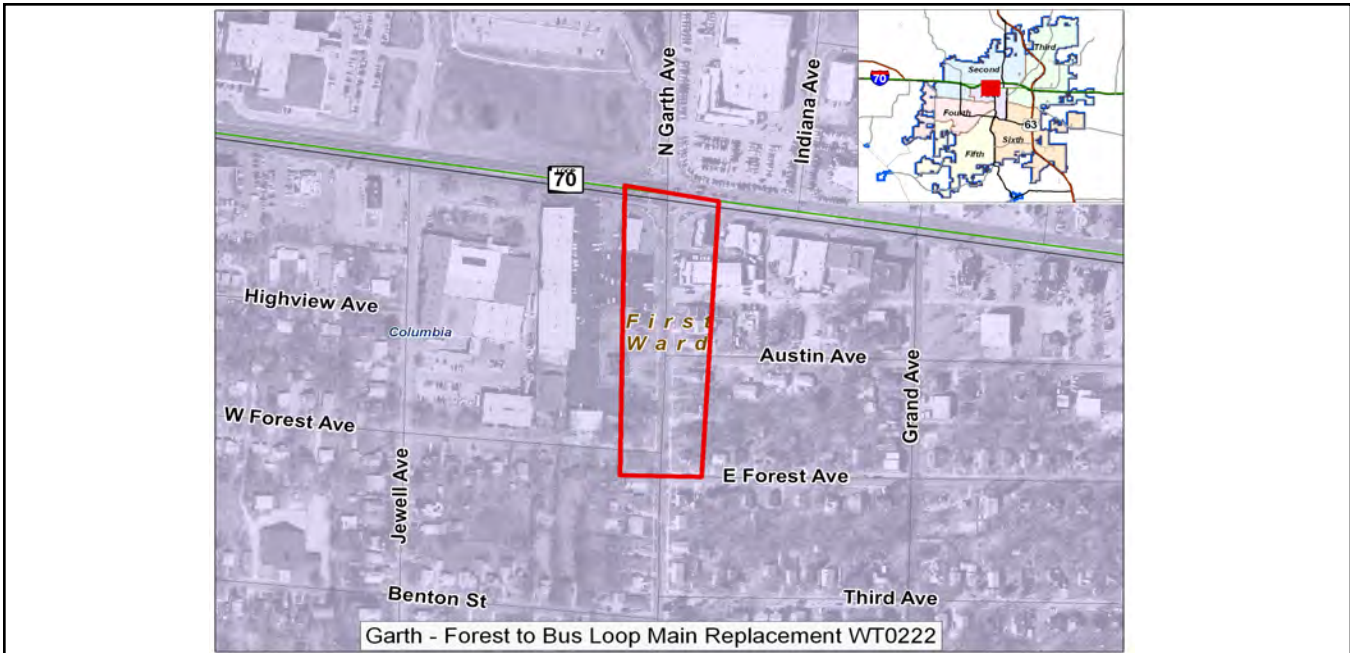 N Garth Ave
Indiana Ave
Third
Second
70
Fourth
63
Sixth
Fifth
LOOP
70
Highview Ave
Columbia
First
Ward
Austin Ave
Grand Ave
W Forest Ave
Jewell Ave
E Forest Ave
Benton St
Third Ave
Garth - Forest to Bus Loop Main Replacement WT0222